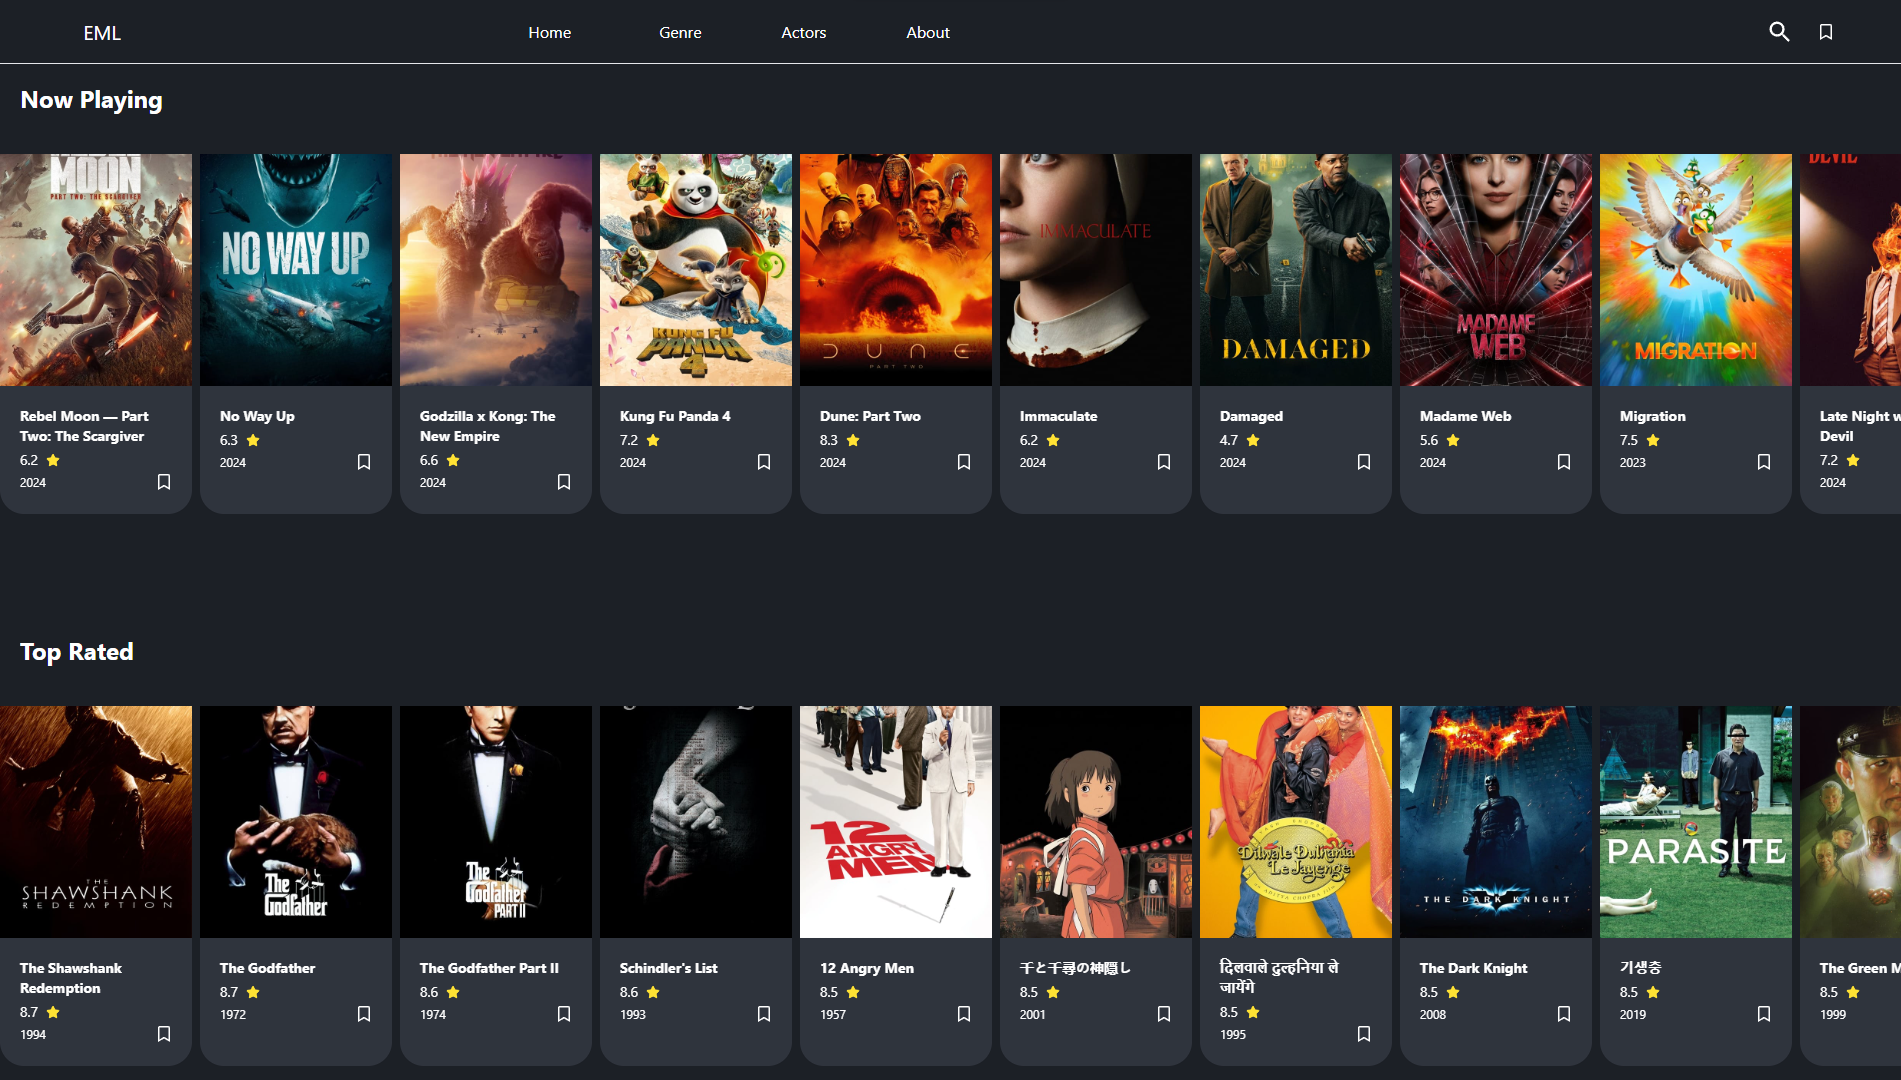 EML
Home
Genre
Actors
About
Now Playing
MOON
PART TWO: THE SCARGIVER
NO WAY UP
KUNG FU
PANDA
4
DUNE
PART TWO
IMMACULATE
DAMAGED
MADAME
WEB
MIGRATION
DEVIL
Rebel Moon — Part
Two: The Scargiver
6.2
2024
No Way Up
6.3
2024
Godzilla x Kong: The
New Empire
6.6
2024
Kung Fu Panda 4
7.2
2024
Dune: Part Two
8.3
2024
Immaculate
6.2
2024
Damaged
4.7
2024
Madame Web
5.6
2024
Migration
7.5
2023
Late Night w
Devil
7.2
2024
Top Rated
THE
SHAWSHANK
REDEMPTION
The
Godfather
The
Godfather
PART II
12
ANGRY
MEN
Dilwale Dulhania
Le Jayenge
THE DARK KNIGHT
PARASITE
The Shawshank
Redemption
8.7
1994
The Godfather
8.7
1972
The Godfather Part II
8.6
1974
Schindler's List
8.6
1993
12 Angry Men
8.5
1957
千と千尋の神隠し
8.5
2001
दिलवाले दुल्हनिया ले
जायेंगे
8.5
1995
The Dark Knight
8.5
2008
기생충
8.5
2019
The Green M
8.5
1999